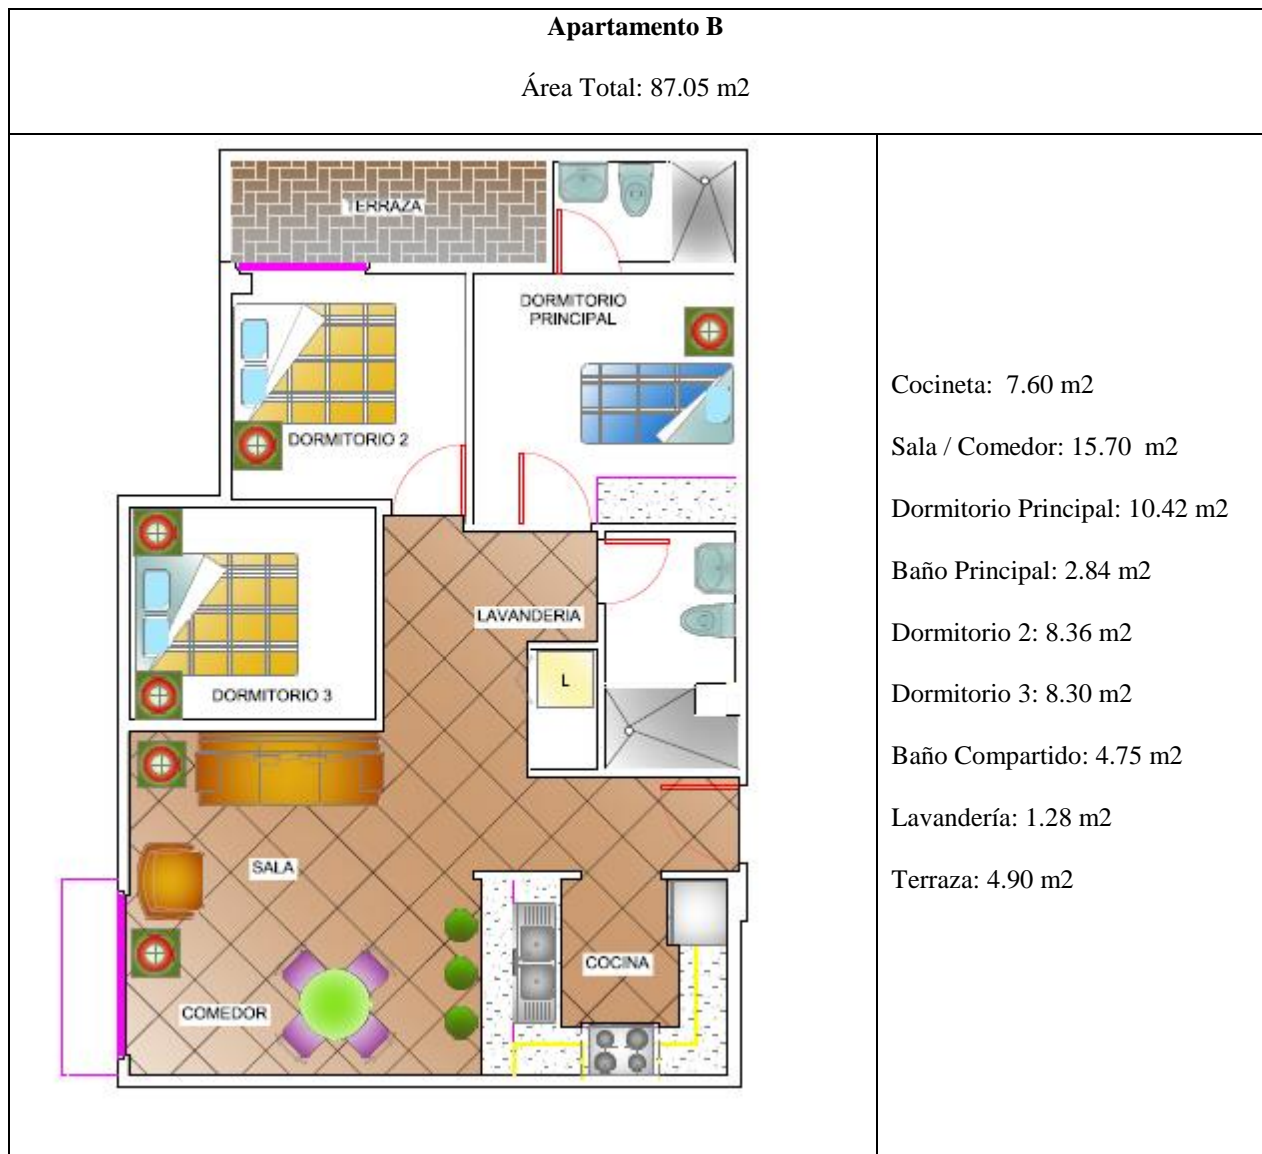 Apartamento B
Área Total: 87.05 m2
TERRAZA
DORMITORIO
PRINCIPAL
DORMITORIO 2
LAVANDERIA
L
DORMITORIO 3
SALA
COCINA
COMEDOR
Cocineta:  7.60 m2
Sala / Comedor: 15.70  m2
Dormitorio Principal: 10.42 m2
Baño Principal: 2.84 m2
Dormitorio 2: 8.36 m2
Dormitorio 3: 8.30 m2
Baño Compartido: 4.75 m2
Lavandería: 1.28 m2
Terraza: 4.90 m2